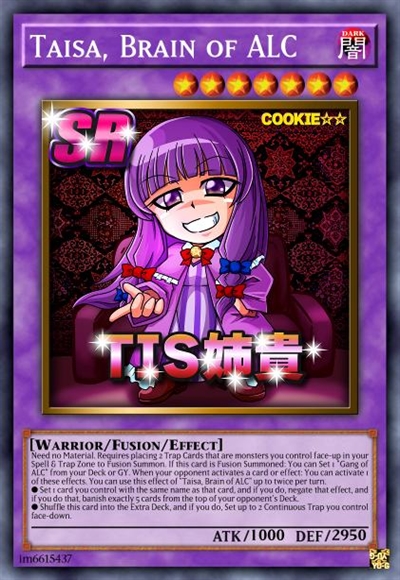 Taisa, Brain of ALC
DARK
闇
SR
COOKIE☆☆
TIS姉貴
[Warrior/Fusion/Effect]
Need no Material. Requires placing 2 Trap Cards that are monsters you control face-up in your
Spell & Trap Zone to Fusion Summon. If this card is Fusion Summoned: You can Set 1 "Gang of
ALC" from your Deck or GY. When your opponent activates a card or effect: You can activate 1
of these effects. You can use this effect of "Taisa, Brain of ALC" up to twice per turn.
● Set 1 card you control with the same name as that card, and if you do, negate that effect, and
if you do that, banish exactly 5 cards from the top of your opponent's Deck.
● Shuffle this card into the Extra Deck, and if you do, Set up to 2 Continuous Trap you control
face-down.
ATK/1000 DEF/2950
im6615437